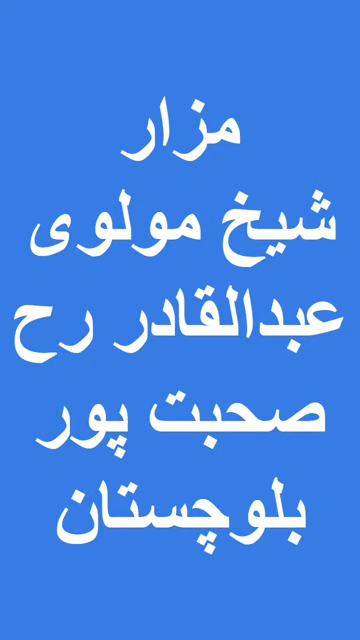 مزار
شیخ مولوی
عبدالقادر رح
صحبت پور
بلوچستان